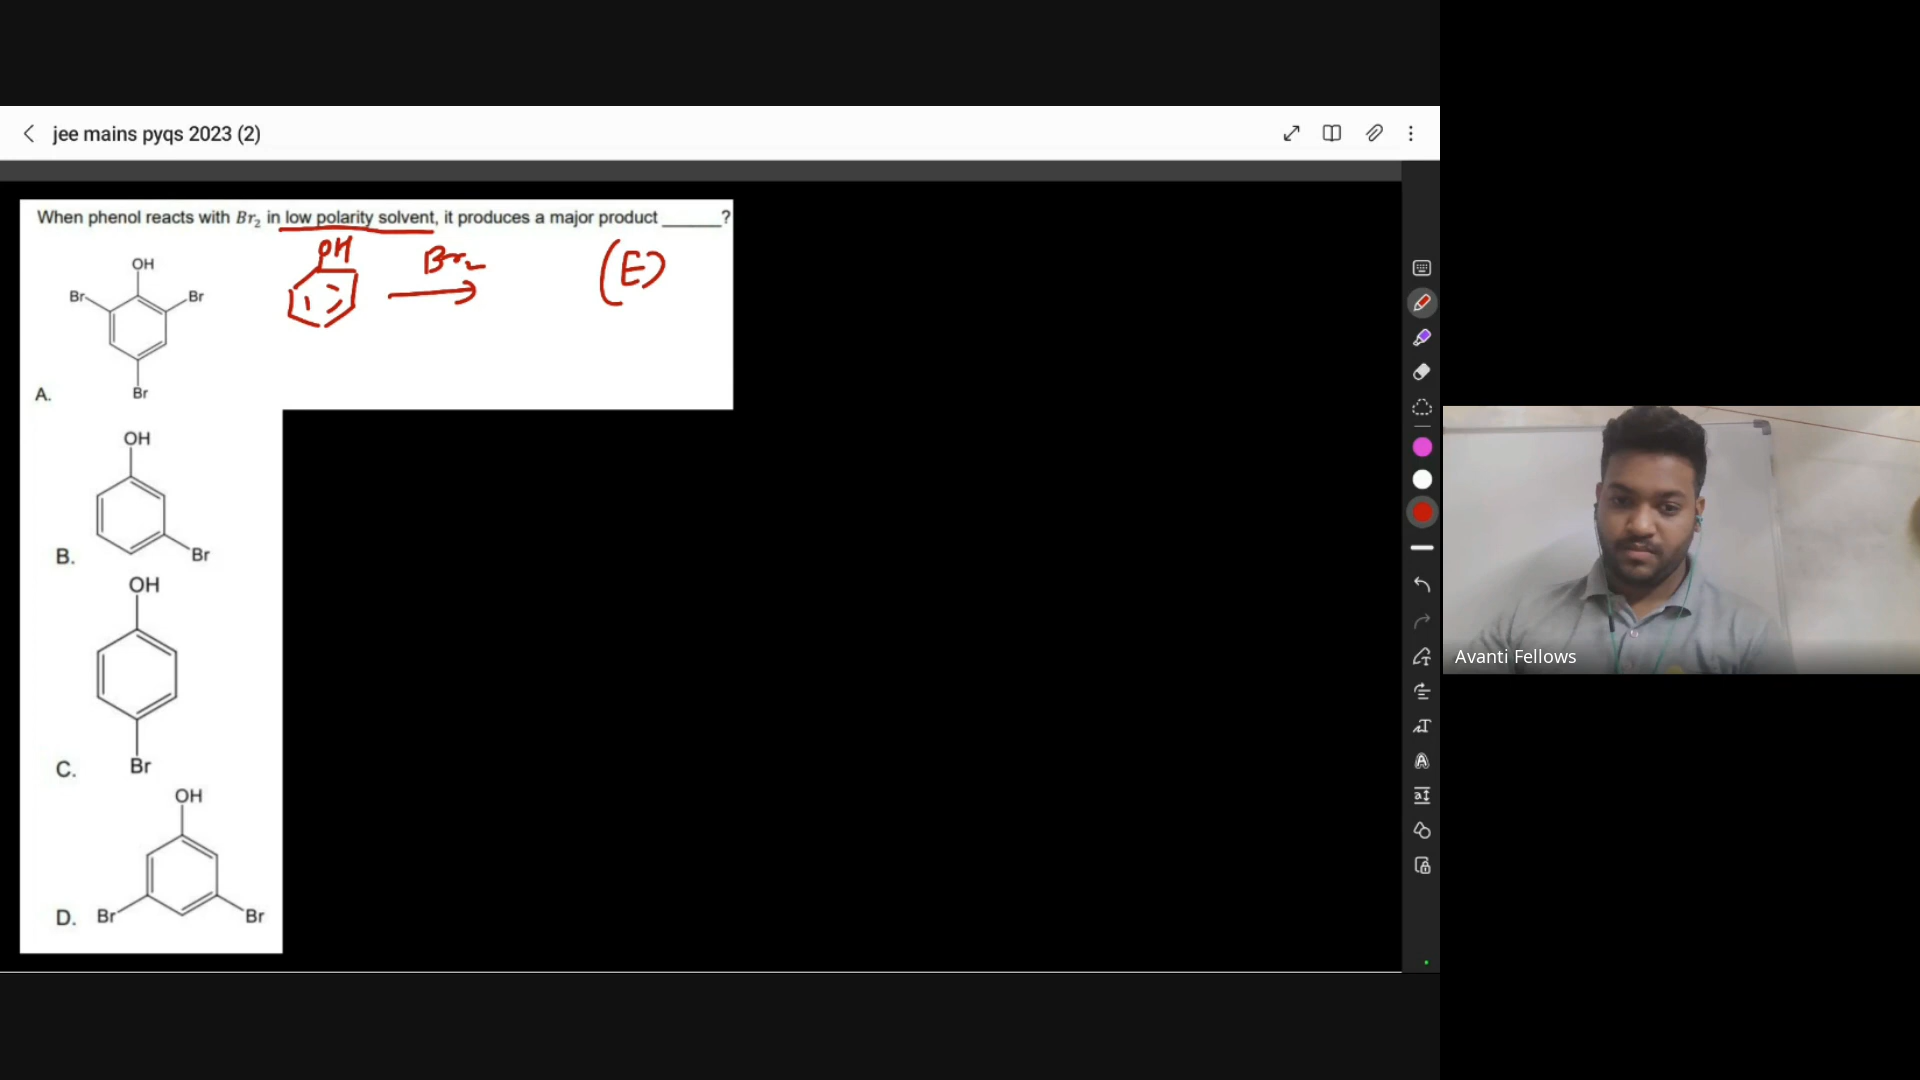 jee mains pyqs 2023 (2)
When phenol reacts with Br₂ in low polarity solvent, it produces a major product ______?
OH
Br₂
(E)
OH
Br
Br
Br
A.
OH
Br
B.
OH
Br
C.
OH
Br
Br
D.
Avanti Fellows